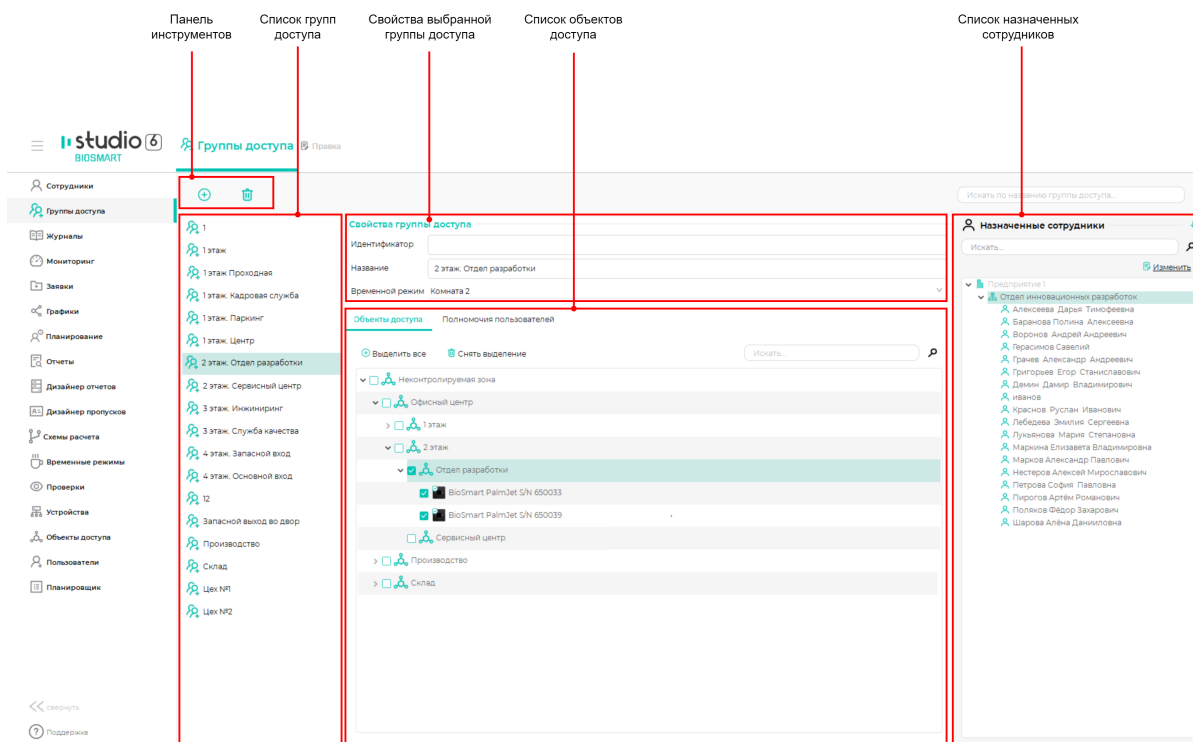 Панель
инструментов
Список групп
доступа
Свойства выбранной
группы доступа
Список объектов
доступа
Список назначенных
сотрудников
studio 6
BIOSMART
Группы доступа
Правка
Сотрудники
Группы доступа
Журналы
Мониторинг
Заявки
Графики
Планирование
Отчеты
Дизайнер отчетов
Дизайнер пропусков
Схемы расчета
Временные режимы
Проверки
Устройства
Объекты доступа
Пользователи
Планировщик
свернуть
Поддержка
1
1 этаж
1 этаж Проходная
1 этаж. Кадровая служба
1 этаж. Паркинг
1 этаж. Центр
2 этаж. Отдел разработки
2 этаж. Сервисный центр
3 этаж. Инжиниринг
3 этаж. Служба качества
4 этаж. Запасной вход
4 этаж. Основной вход
12
Запасной выход во двор
Производство
Склад
Цех №1
Цех №2
Свойства группы доступа
Идентификатор
Название 2 этаж. Отдел разработки
Временной режим Комната 2
Объекты доступа Полномочия пользователей
Выделить все Снять выделение Искать...
Неконтролируемая зона
Офисный центр
1 этаж
2 этаж
Отдел разработки
BioSmart PalmJet S/N 650033
BioSmart PalmJet S/N 650039
Сервисный центр
Производство
Склад
Искать по названию группы доступа...
Назначенные сотрудники
Искать...
Изменить
Предприятие 1
Отдел инновационных разработок
Алексеева Дарья Тимофеевна
Баранова Полина Алексеевна
Воронов Андрей Андреевич
Герасимов Савелий
Грачев Александр Андреевич
Григорьев Егор Станиславович
Демин Дамир Владимирович
иванов
Краснов Руслан Иванович
Лебедева Эмилия Сергеевна
Лукьянова Мария Степановна
Маркина Елизавета Владимировна
Марков Александр Павлович
Нестеров Алексей Мирославович
Петрова София Павловна
Пирогов Артём Романович
Поляков Фёдор Захарович
Шарова Алёна Данииловна